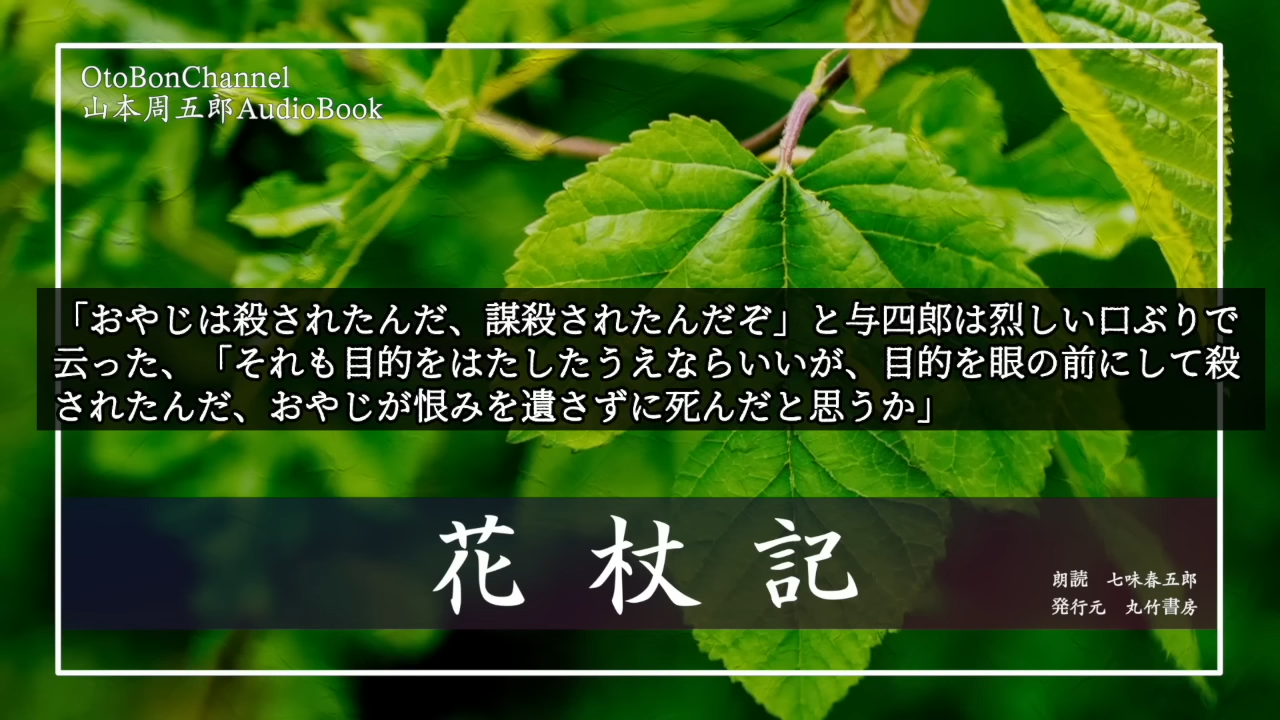 OtoBonChannel
山本周五郎AudioBook
「おやじは殺されたんだ、謀殺されたんだぞ」と与四郎は烈しい口ぶりで
云った、「それも目的をはたしたうえならいいが、目的を眼の前にして殺
されたんだ、おやじが恨みを遺さずに死んだと思うか」
花杖記
朗読　七味春五郎
発行元　丸竹書房